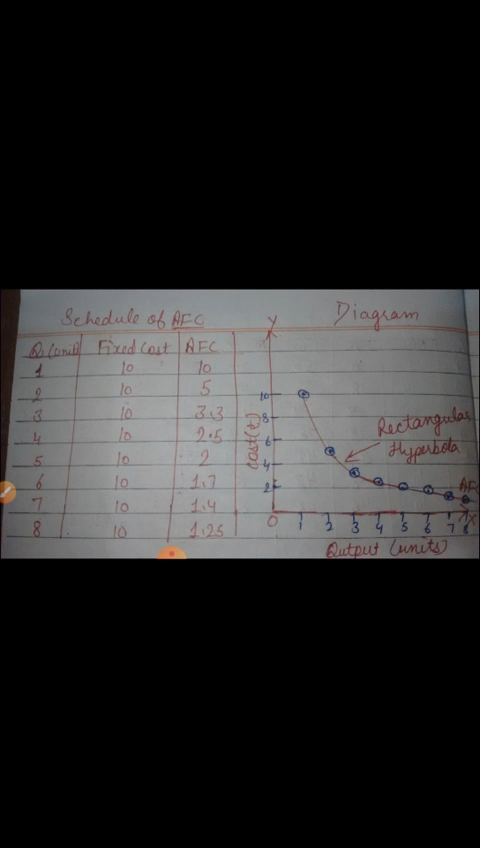 Schedule of AFC
Q (units) Fixed Cost AFC
1 10 10
2 10 5
3 10 3.3
4 10 2.5
5 10 2
6 10 1.7
7 10 1.4
8 10 1.25
Diagram
Y
10
8
6
4
2
Cost (₹)
Rectangular
Hyperbola
AFC
0 1 2 3 4 5 6 7 8 X
Output (units)